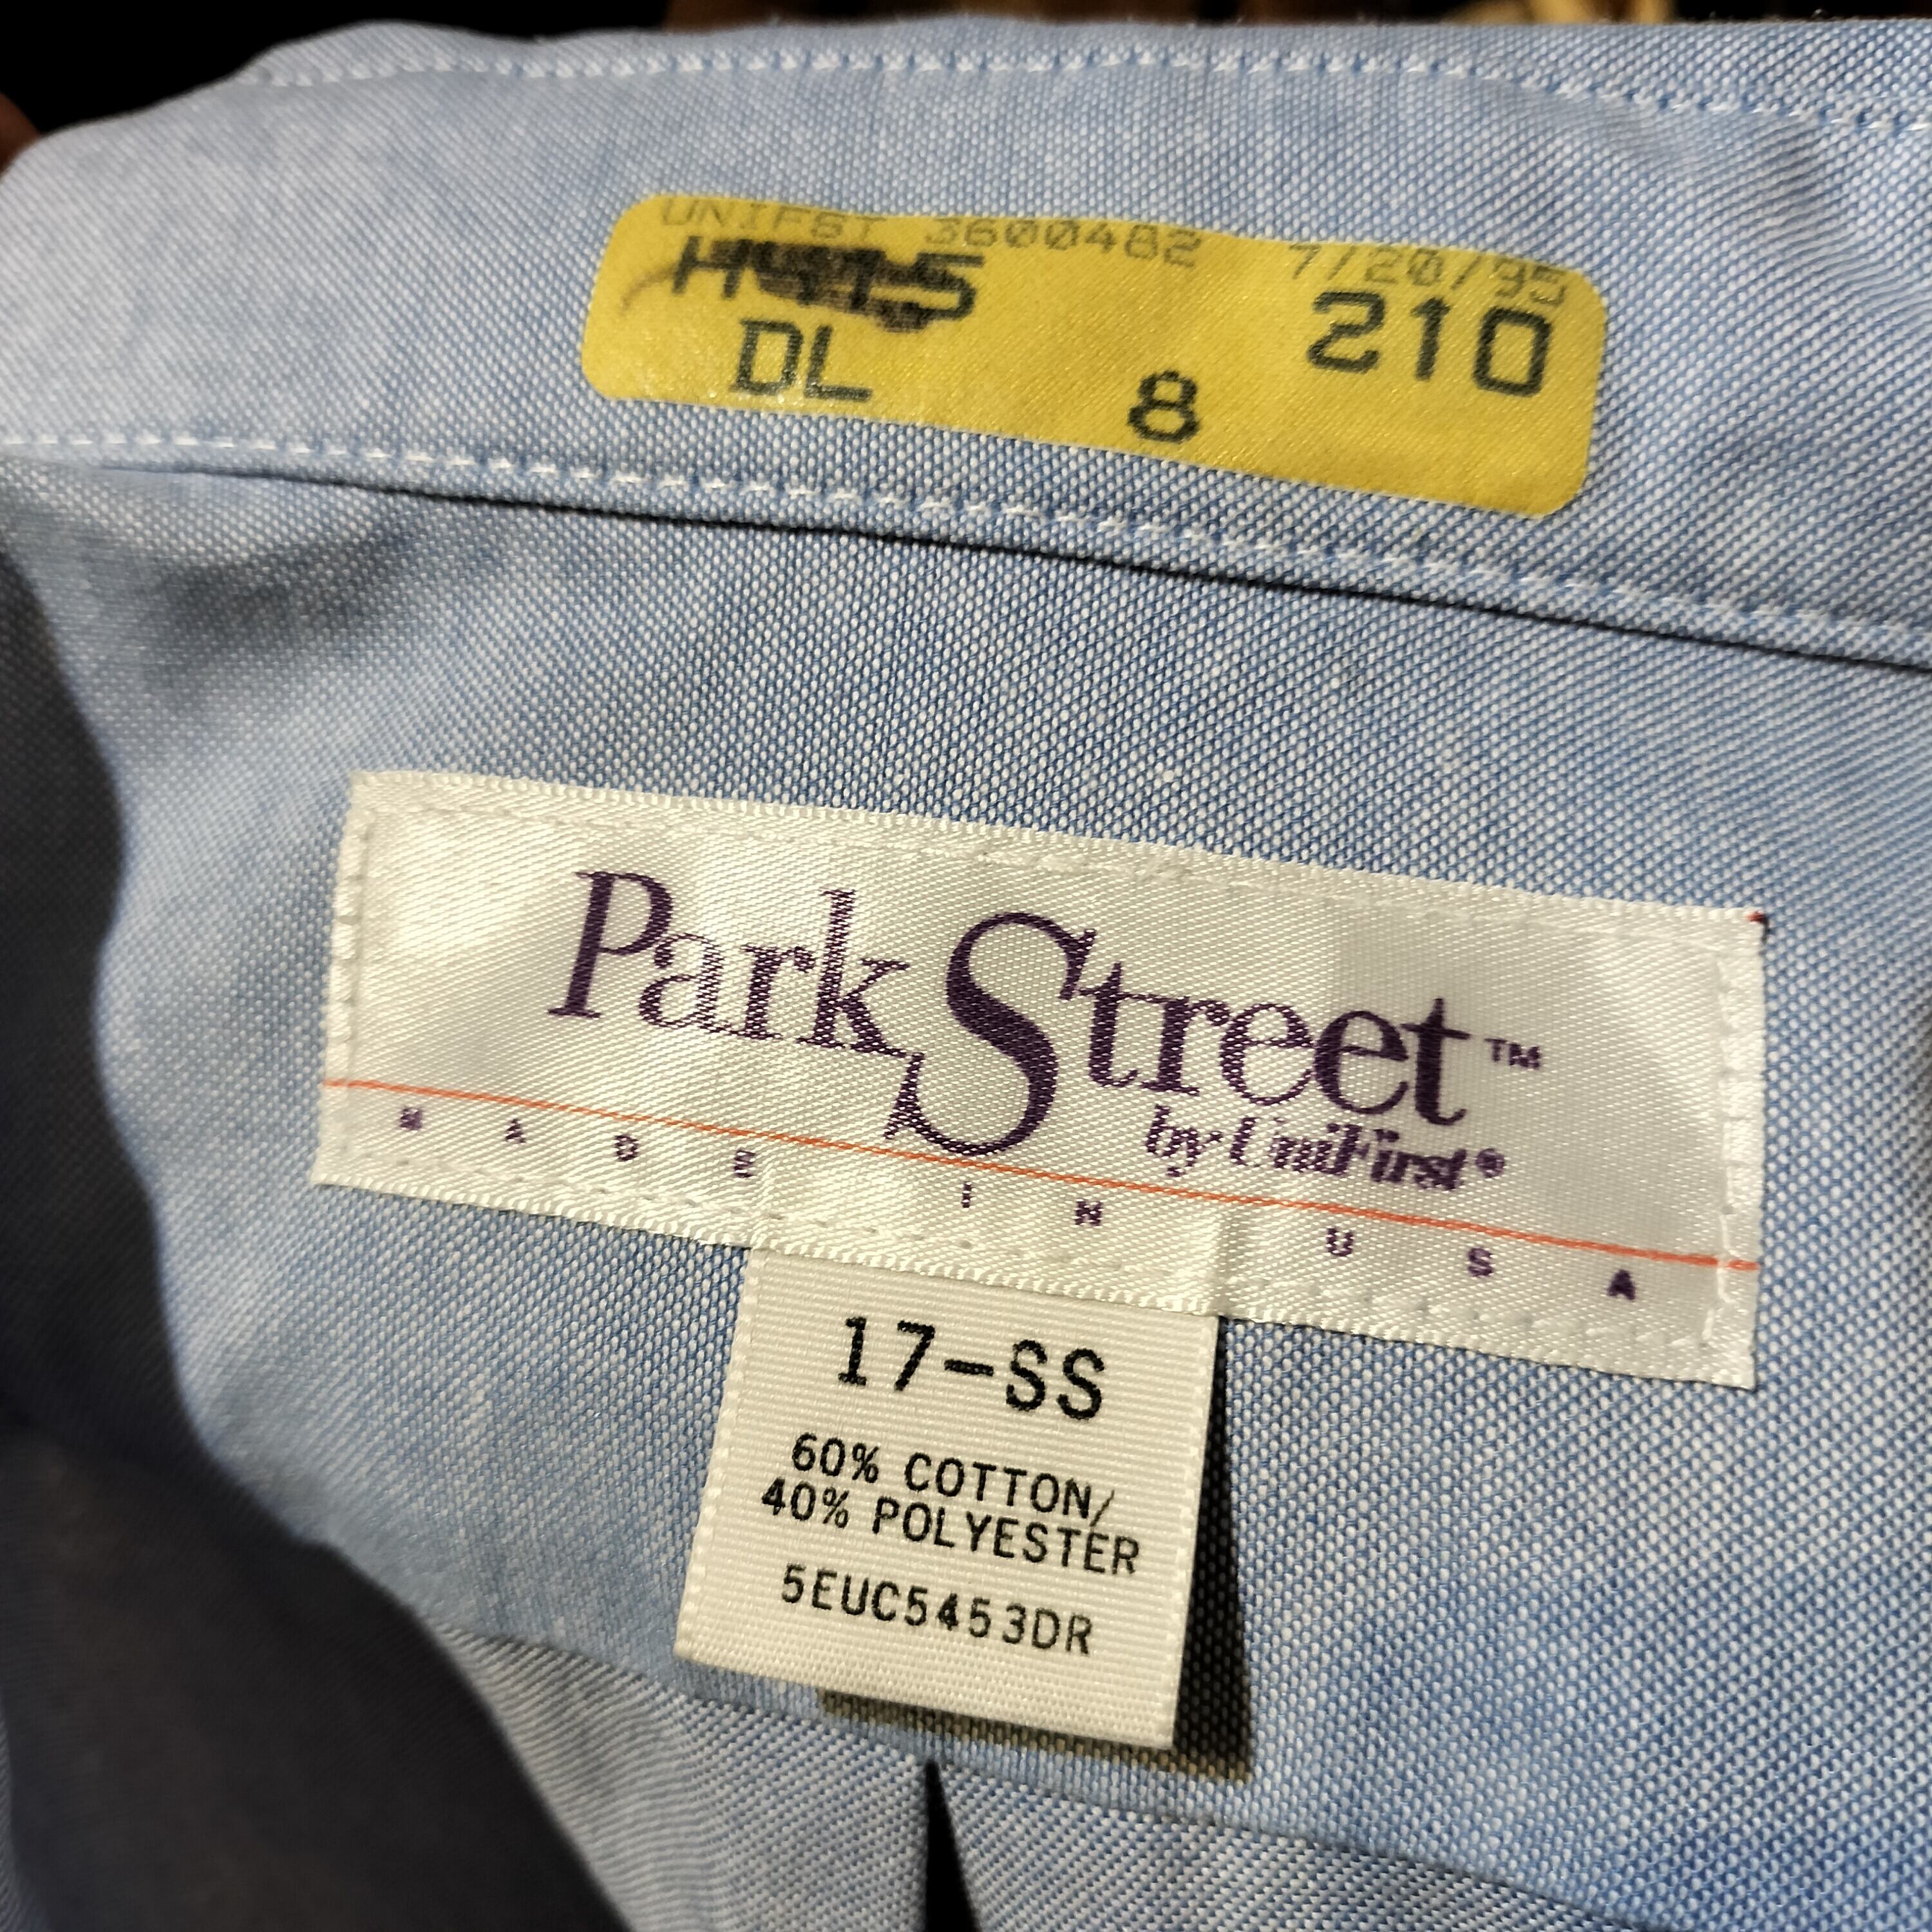 UNIFST 3600482 7/20/95
210
DL 8
Park Street™
by UniFirst®
MADE IN USA
17-SS
60% COTTON/
40% POLYESTER
5EUC5453DR